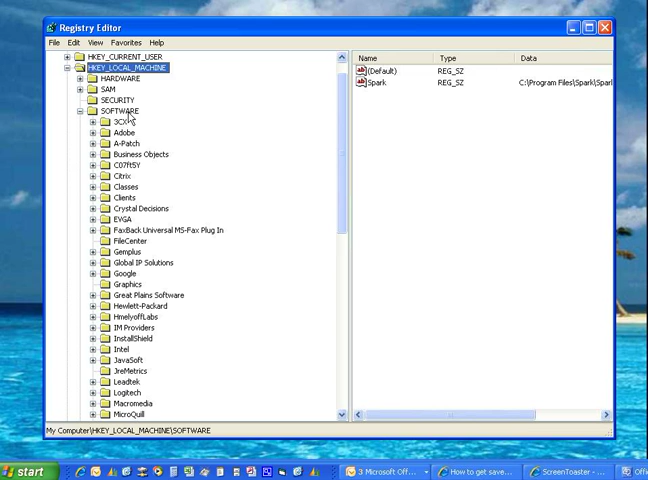 Registry Editor
File Edit View Favorites Help
HKEY_CURRENT_USER
HKEY_LOCAL_MACHINE
HARDWARE
SAM
SECURITY
SOFTWARE
3CX
Adobe
A-Patch
Business Objects
C07ft5Y
Citrix
Classes
Clients
Crystal Decisions
EVGA
FaxBack Universal MS-Fax Plug In
FileCenter
Gemplus
Global IP Solutions
Google
Graphics
Great Plains Software
Hewlett-Packard
HmelyoffLabs
IM Providers
InstallShield
Intel
JavaSoft
JreMetrics
Leadtek
Logitech
Macromedia
MicroQuill
Name Type Data
(Default) REG_SZ
Spark REG_SZ C:\Program Files\Spark\Spark
My Computer\HKEY_LOCAL_MACHINE\SOFTWARE
start 3 Microsoft Off... How to get save... ScreenToaster - ... Offi